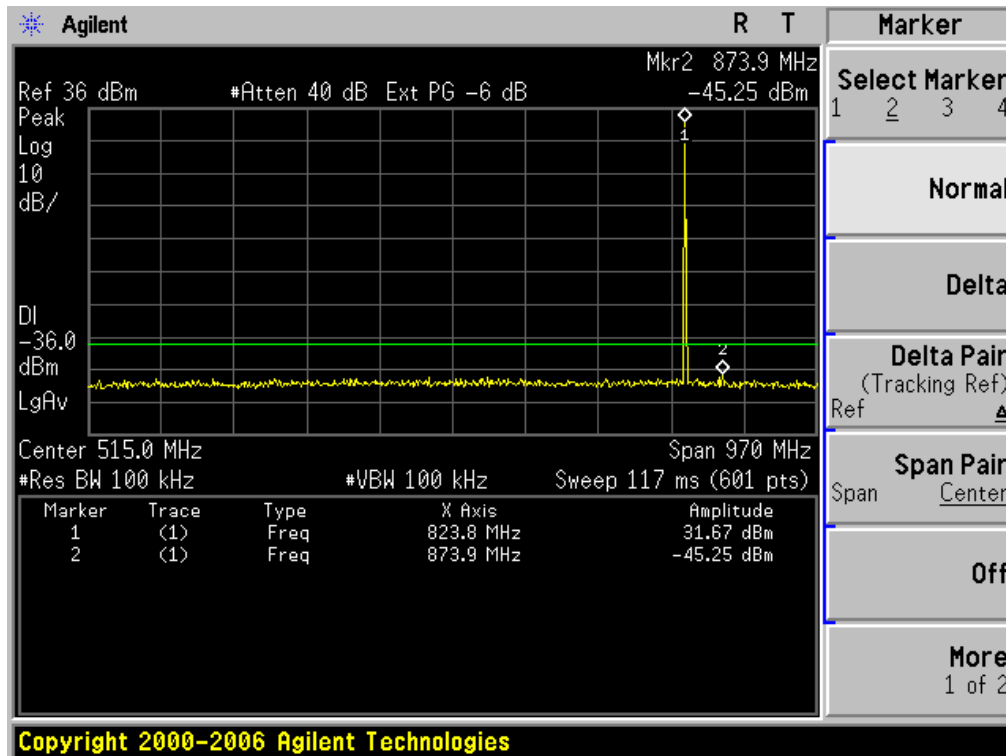 Agilent R T
Mkr2 873.9 MHz
Ref 36 dBm #Atten 40 dB Ext PG -6 dB -45.25 dBm
Peak
Log
10
dB/
1
DI
-36.0
dBm
2
LgAv
Center 515.0 MHz Span 970 MHz
#Res BW 100 kHz #VBW 100 kHz Sweep 117 ms (601 pts)
Marker Trace Type X Axis Amplitude
1 (1) Freq 823.8 MHz 31.67 dBm
2 (1) Freq 873.9 MHz -45.25 dBm
Copyright 2000-2006 Agilent Technologies
Marker
Select Marker
1 2 3 4
Normal
Delta
Delta Pair
(Tracking Ref)
Ref Δ
Span Pair
Span Center
Off
More
1 of 2